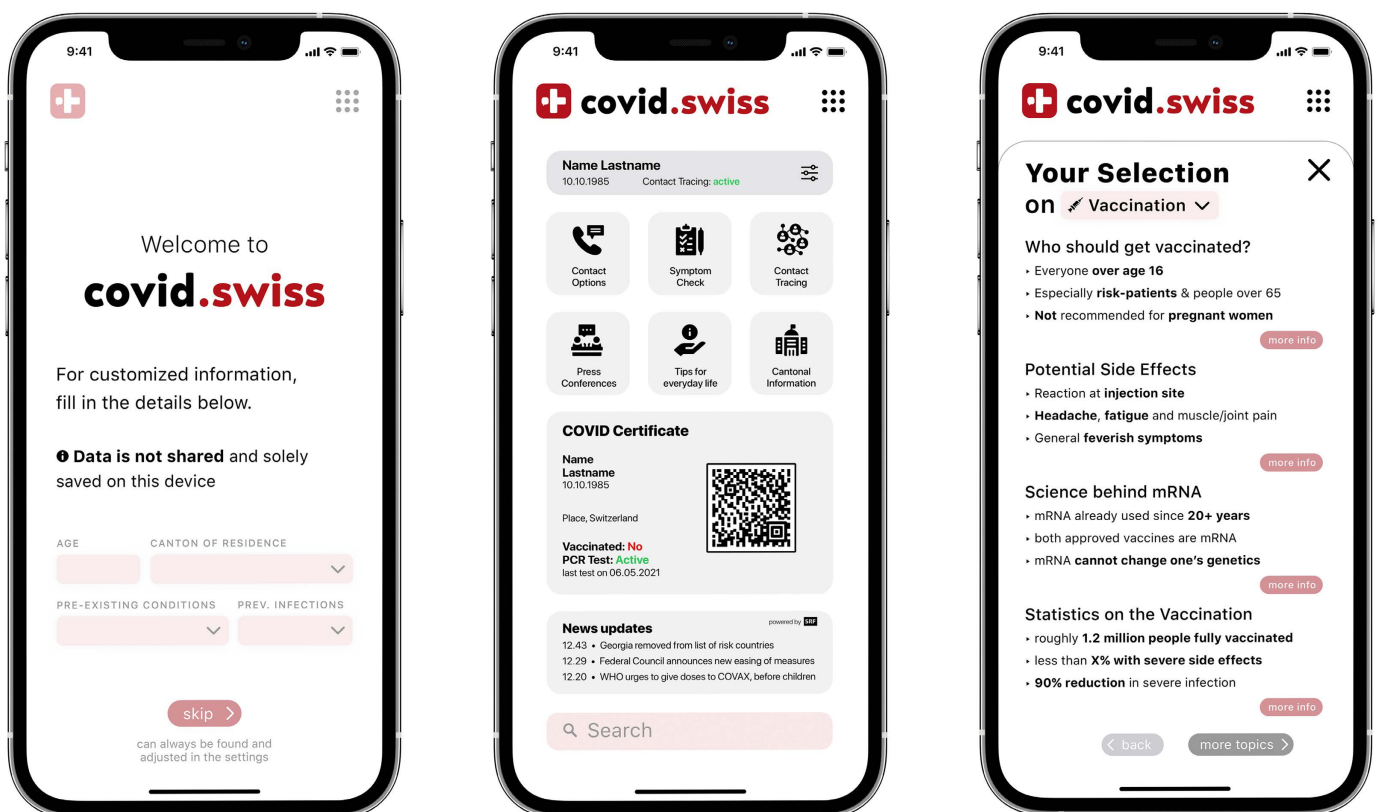 9:41
Welcome to
covid.swiss
For customized information,
fill in the details below.
Data is not shared and solely
saved on this device
AGE
CANTON OF RESIDENCE
PRE-EXISTING CONDITIONS
PREV. INFECTIONS
skip >
can always be found and
adjusted in the settings
9:41
covid.swiss
Name Lastname
10.10.1985 Contact Tracing: active
Contact
Options
Symptom
Check
Contact
Tracing
Press
Conferences
Tips for
everyday life
Cantonal
Information
COVID Certificate
Name
Lastname
10.10.1985
Place, Switzerland
Vaccinated: No
PCR Test: Active
last test on 06.05.2021
News updates
powered by SRF
12.43 • Georgia removed from list of risk countries
12.29 • Federal Council announces new easing of measures
12.20 • WHO urges to give doses to COVAX, before children
Search
9:41
covid.swiss
Your Selection
on Vaccination
Who should get vaccinated?
‣ Everyone over age 16
‣ Especially risk-patients & people over 65
‣ Not recommended for pregnant women
more info
Potential Side Effects
‣ Reaction at injection site
‣ Headache, fatigue and muscle/joint pain
‣ General feverish symptoms
more info
Science behind mRNA
‣ mRNA already used since 20+ years
‣ both approved vaccines are mRNA
‣ mRNA cannot change one's genetics
more info
Statistics on the Vaccination
‣ roughly 1.2 million people fully vaccinated
‣ less than X% with severe side effects
‣ 90% reduction in severe infection
more info
< back
more topics >